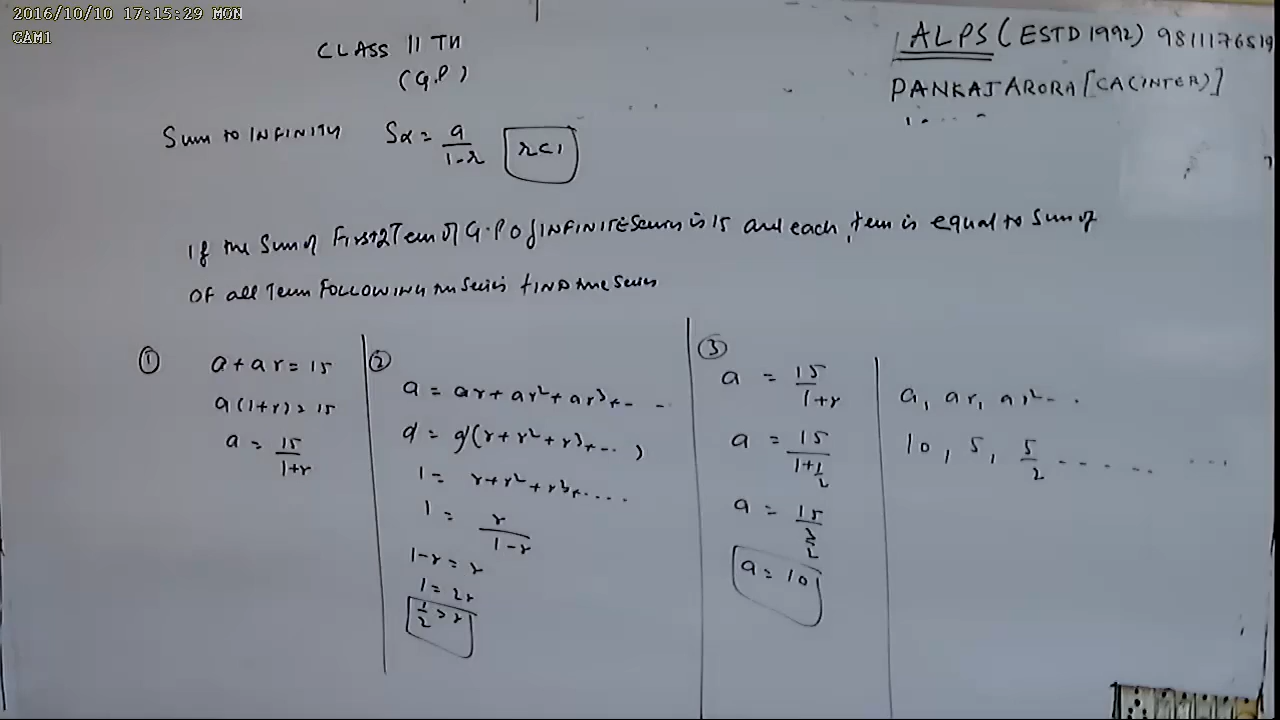 2016/10/10 17:15:29 MON
CAM1
CLASS 11 TH
(G.P)
ALPS (ESTD 1992) 9811176519
PANKAJ ARORA [CA(INTER)]
Sum to INFINITY Sα = a/1-r r<1
If the Sum of First 2 Term of G.P of INFINITE Series is 15 and each term is equal to Sum of
of all Term FOLLOWING the Series FIND the Series
①
a + ar = 15
a(1+r) = 15
a = 15/1+r
②
a = ar + ar² + ar³ + - -
a = a(r + r² + r³ + - .. )
1 = r + r² + r³ + ....
1 = r/1-r
1-r = r
1 = 2r
1/2 = r
③
a = 15/1+r
a = 15/1+1/2
a = 15/3/2
a = 10
a, ar, ar² - .
10, 5, 5/2 - - - - - - ...